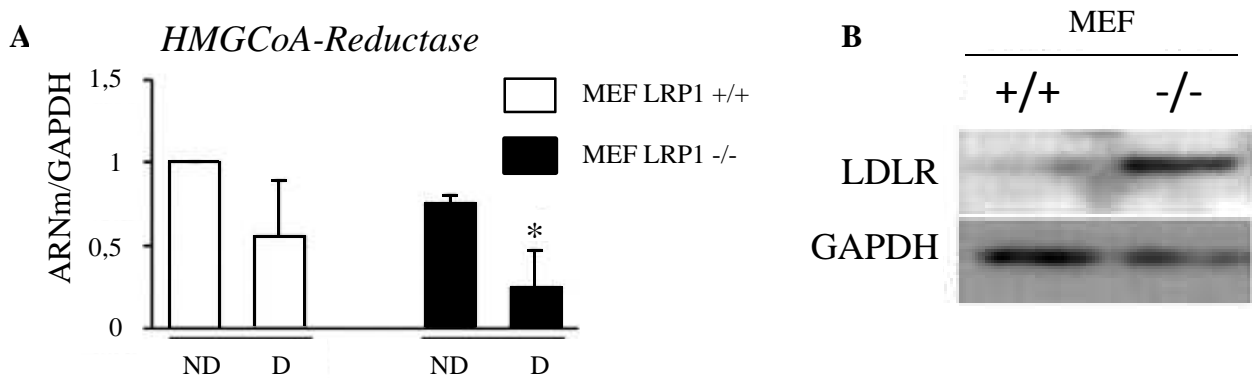 A
HMGCoA-Reductase
ARNm/GAPDH
1,5
1
0,5
0
*
ND
D
ND
D
MEF LRP1 +/+
MEF LRP1 -/-
B
MEF
+/+ -/-
LDLR
GAPDH